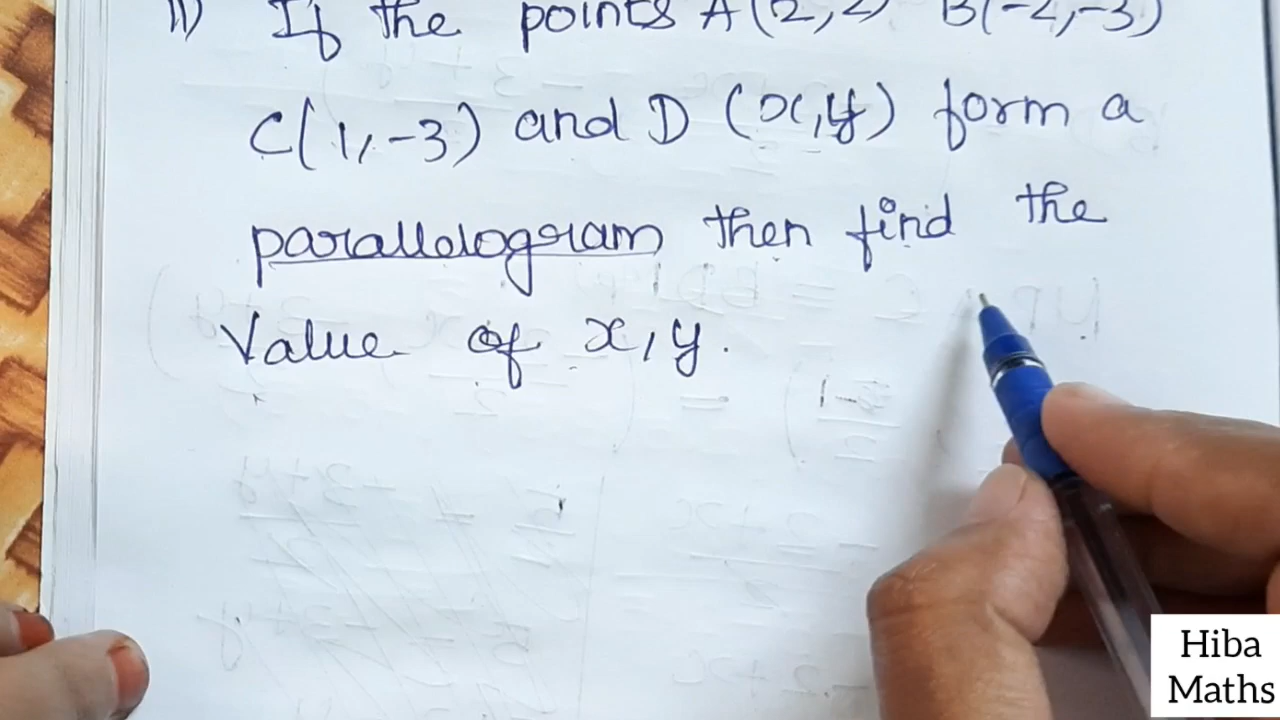 11) If the points A(2,2) B(-2,-3)
C(1,-3) and D (x,y) form a
parallelogram then find the
Value of x,y.
Hiba
Maths